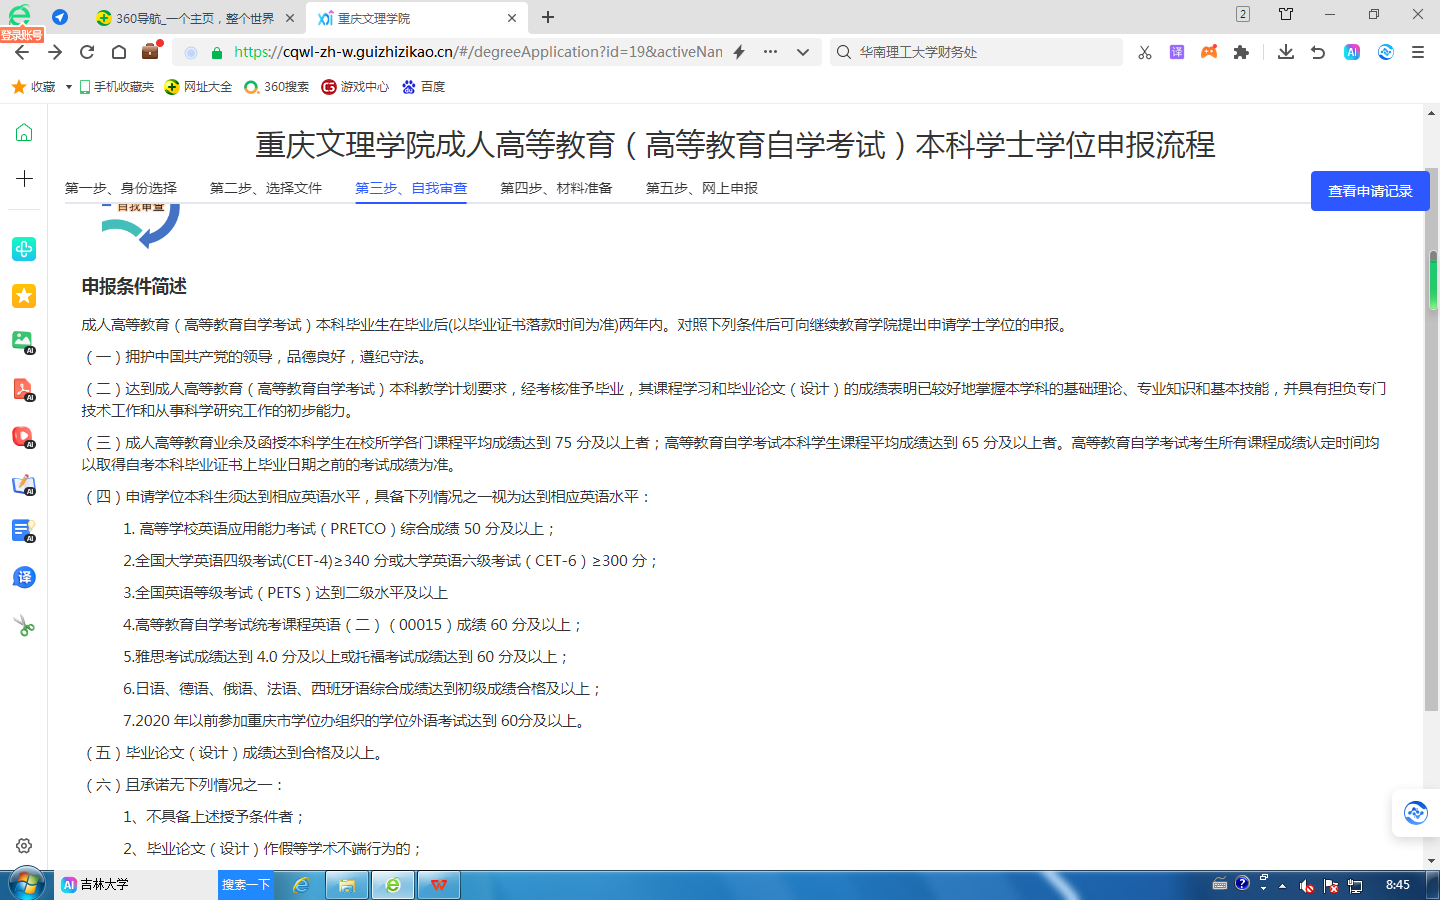 360导航_一个主页，整个世界
重庆文理学院
2
登录账号
https://cqwl-zh-w.guizhizikao.cn/#/degreeApplication?id=19&activeNan
华南理工大学财务处
译
AI
收藏
手机收藏夹
网址大全
360搜索
游戏中心
百度
重庆文理学院成人高等教育（高等教育自学考试）本科学士学位申报流程
第一步、身份选择
第二步、选择文件
第三步、自我审查
第四步、材料准备
第五步、网上申报
查看申请记录
自我审查
申报条件简述
成人高等教育（高等教育自学考试）本科毕业生在毕业后(以毕业证书落款时间为准)两年内。对照下列条件后可向继续教育学院提出申请学士学位的申报。
（一）拥护中国共产党的领导，品德良好，遵纪守法。
（二）达到成人高等教育（高等教育自学考试）本科教学计划要求，经考核准予毕业，其课程学习和毕业论文（设计）的成绩表明已较好地掌握本学科的基础理论、专业知识和基本技能，并具有担负专门
技术工作和从事科学研究工作的初步能力。
（三）成人高等教育业余及函授本科学生在校所学各门课程平均成绩达到 75 分及以上者；高等教育自学考试本科学生课程平均成绩达到 65 分及以上者。高等教育自学考试考生所有课程成绩认定时间均
以取得自考本科毕业证书上毕业日期之前的考试成绩为准。
（四）申请学位本科生须达到相应英语水平，具备下列情况之一视为达到相应英语水平：
1. 高等学校英语应用能力考试（PRETCO）综合成绩 50 分及以上；
2.全国大学英语四级考试(CET-4)≥340 分或大学英语六级考试（CET-6）≥300 分；
3.全国英语等级考试（PETS）达到二级水平及以上
4.高等教育自学考试统考课程英语（二）（00015）成绩 60 分及以上；
5.雅思考试成绩达到 4.0 分及以上或托福考试成绩达到 60 分及以上；
6.日语、德语、俄语、法语、西班牙语综合成绩达到初级成绩合格及以上；
7.2020 年以前参加重庆市学位办组织的学位外语考试达到 60分及以上。
（五）毕业论文（设计）成绩达到合格及以上。
（六）且承诺无下列情况之一：
1、不具备上述授予条件者；
2、毕业论文（设计）作假等学术不端行为的；
AI
AI
AI
AI
AI
译
AI 吉林大学
搜索一下
8:45